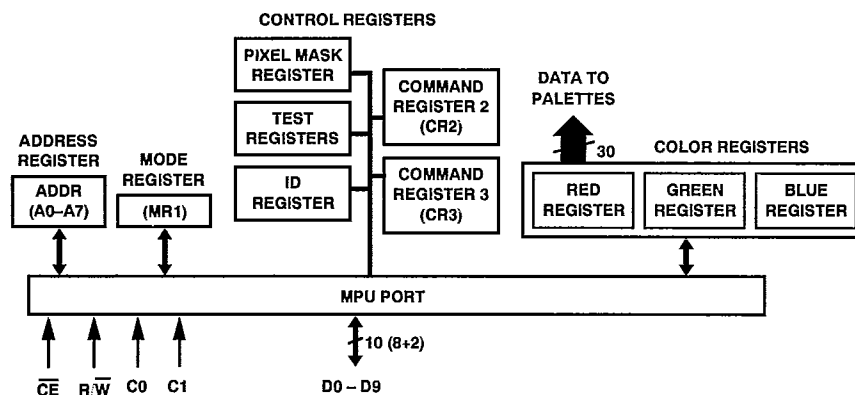 CONTROL REGISTERS
PIXEL MASK
REGISTER
COMMAND
REGISTER 2
(CR2)
DATA TO
PALETTES
TEST
REGISTERS
ADDRESS
REGISTER
MODE
REGISTER
30
COLOR REGISTERS
ADDR
(A0–A7)
(MR1)
ID
REGISTER
COMMAND
REGISTER 3
(CR3)
RED
REGISTER
GREEN
REGISTER
BLUE
REGISTER
MPU PORT
10 (8+2)
CE R/W C0 C1 D0 – D9